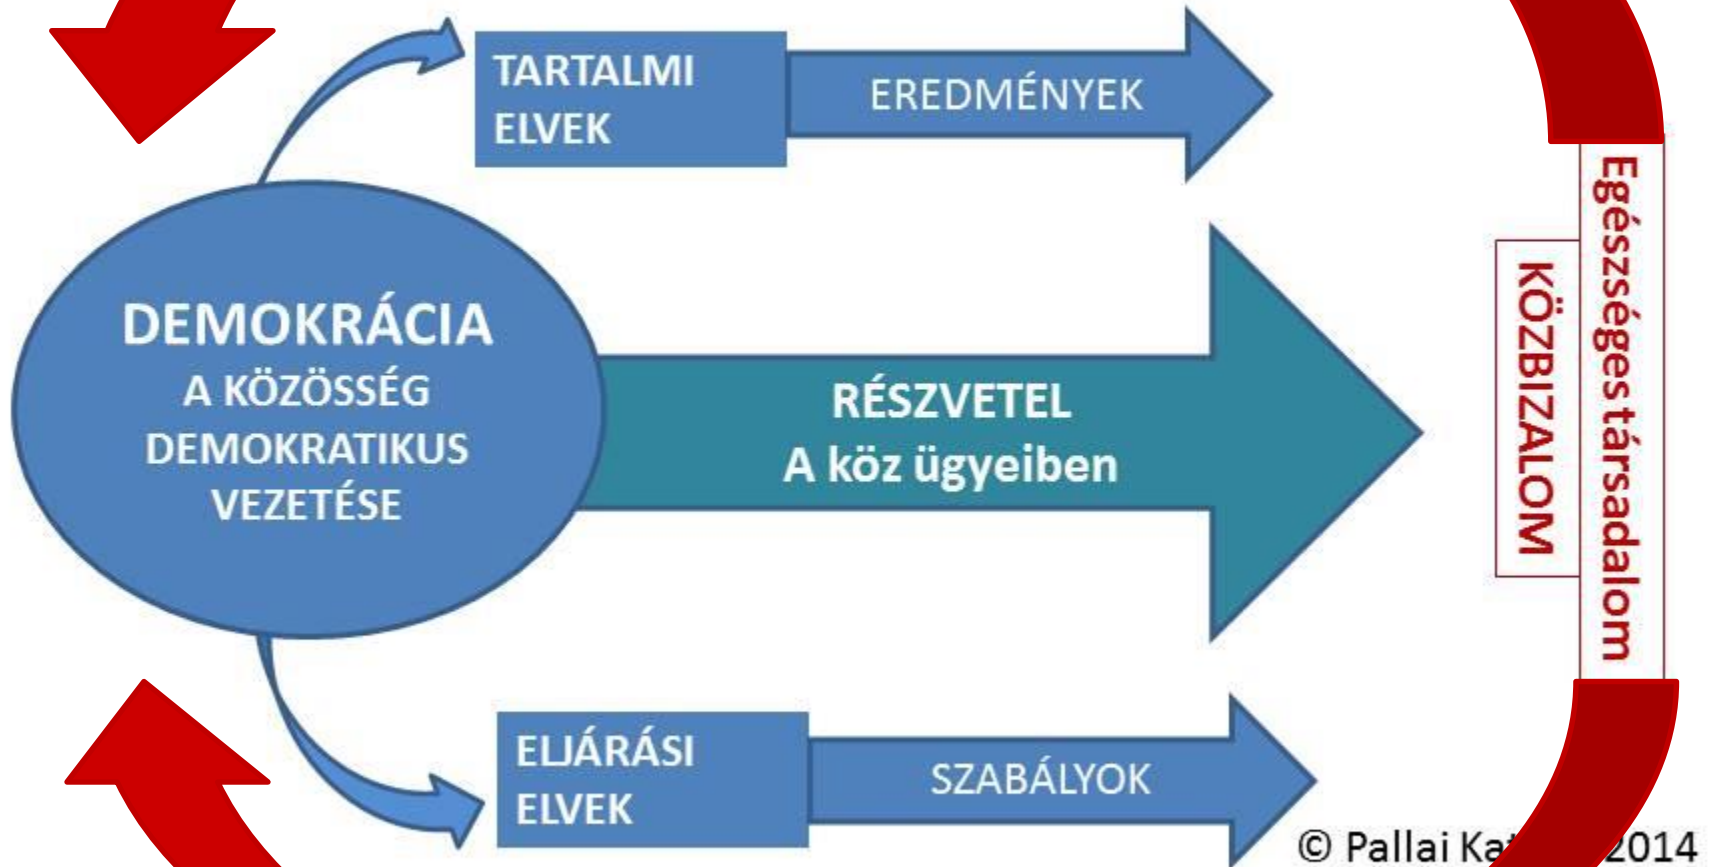 TARTALMI
ELVEK
EREDMÉNYEK
DEMOKRÁCIA
A KÖZÖSSÉG
DEMOKRATIKUS
VEZETÉSE
RÉSZVETEL
A köz ügyeiben
KÖZBIZALOM
Egészséges társadalom
ELJÁRÁSI
ELVEK
SZABÁLYOK
© Pallai 2014